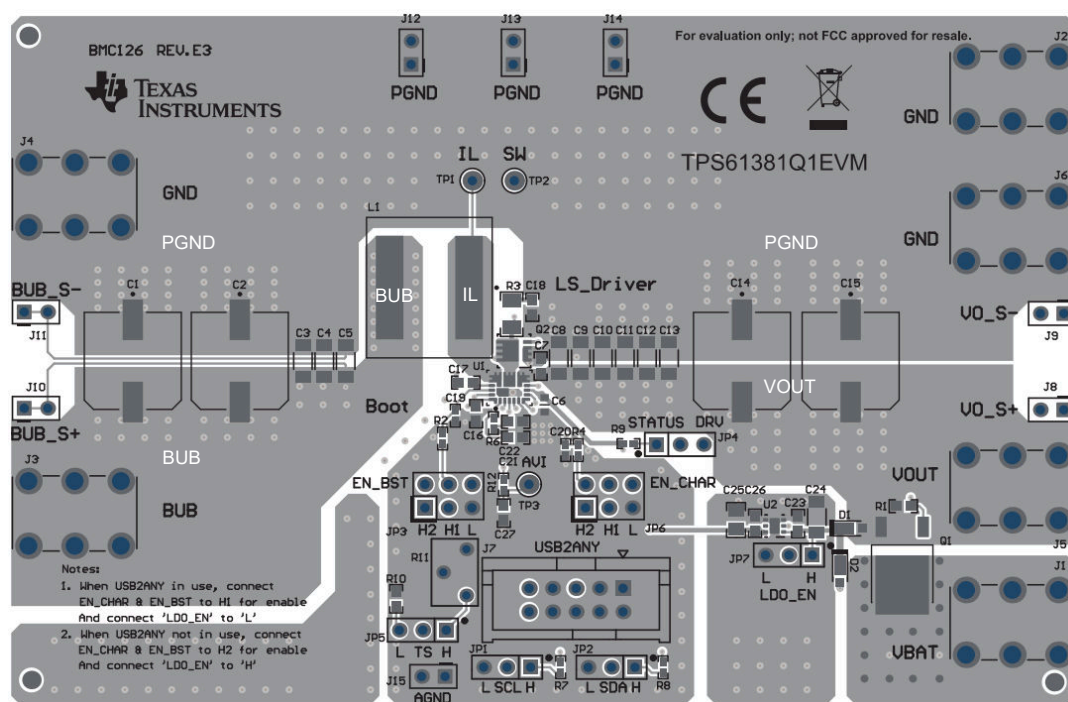 J12
J13
J14
J2
BMC126 REV.E3
For evaluation only; not FCC approved for resale.
TEXAS
INSTRUMENTS
PGND
PGND
PGND
CE
GND
TPS61381Q1EVM
J4
IL
SW
TP1
TP2
J6
GND
L1
GND
PGND
PGND
BUB_S-
C1
C2
BUB
IL
R3
C18
LS_Driver
C14
C15
VO_S-
J11
C3
C4
C5
Q2
C8
C9
C10
C11
C12
C13
J9
C7
U1
C17
J10
VOUT
J8
BUB_S+
Boot
C19
C6
VO_S+
R2
C16
R6
C20
R4
R9
STATUS DRV
JP4
C22
BUB
C21
AVI
J3
EN_BST
R12
TP3
EN_CHAR
VOUT
C25
C26
C23
C24
BUB
H2 H1 L
H2 H1 L
JP6
U2
D1
R1
JP3
C27
Q1
J5
R11
J7
USB2ANY
JP7
L
H
D2
J1
LDO_EN
Notes:
1. When USB2ANY in use, connect
EN_CHAR & EN_BST to H1 for enable
And connect 'LDO_EN' to 'L'
2. When USB2ANY not in use, connect
EN_CHAR & EN_BST to H2 for enable
And connect 'LDO_EN' to 'H'
R10
JP5
L TS H
JP1
JP2
VBAT
J15
AGND
L SCL H
R7
L SDA H
R8